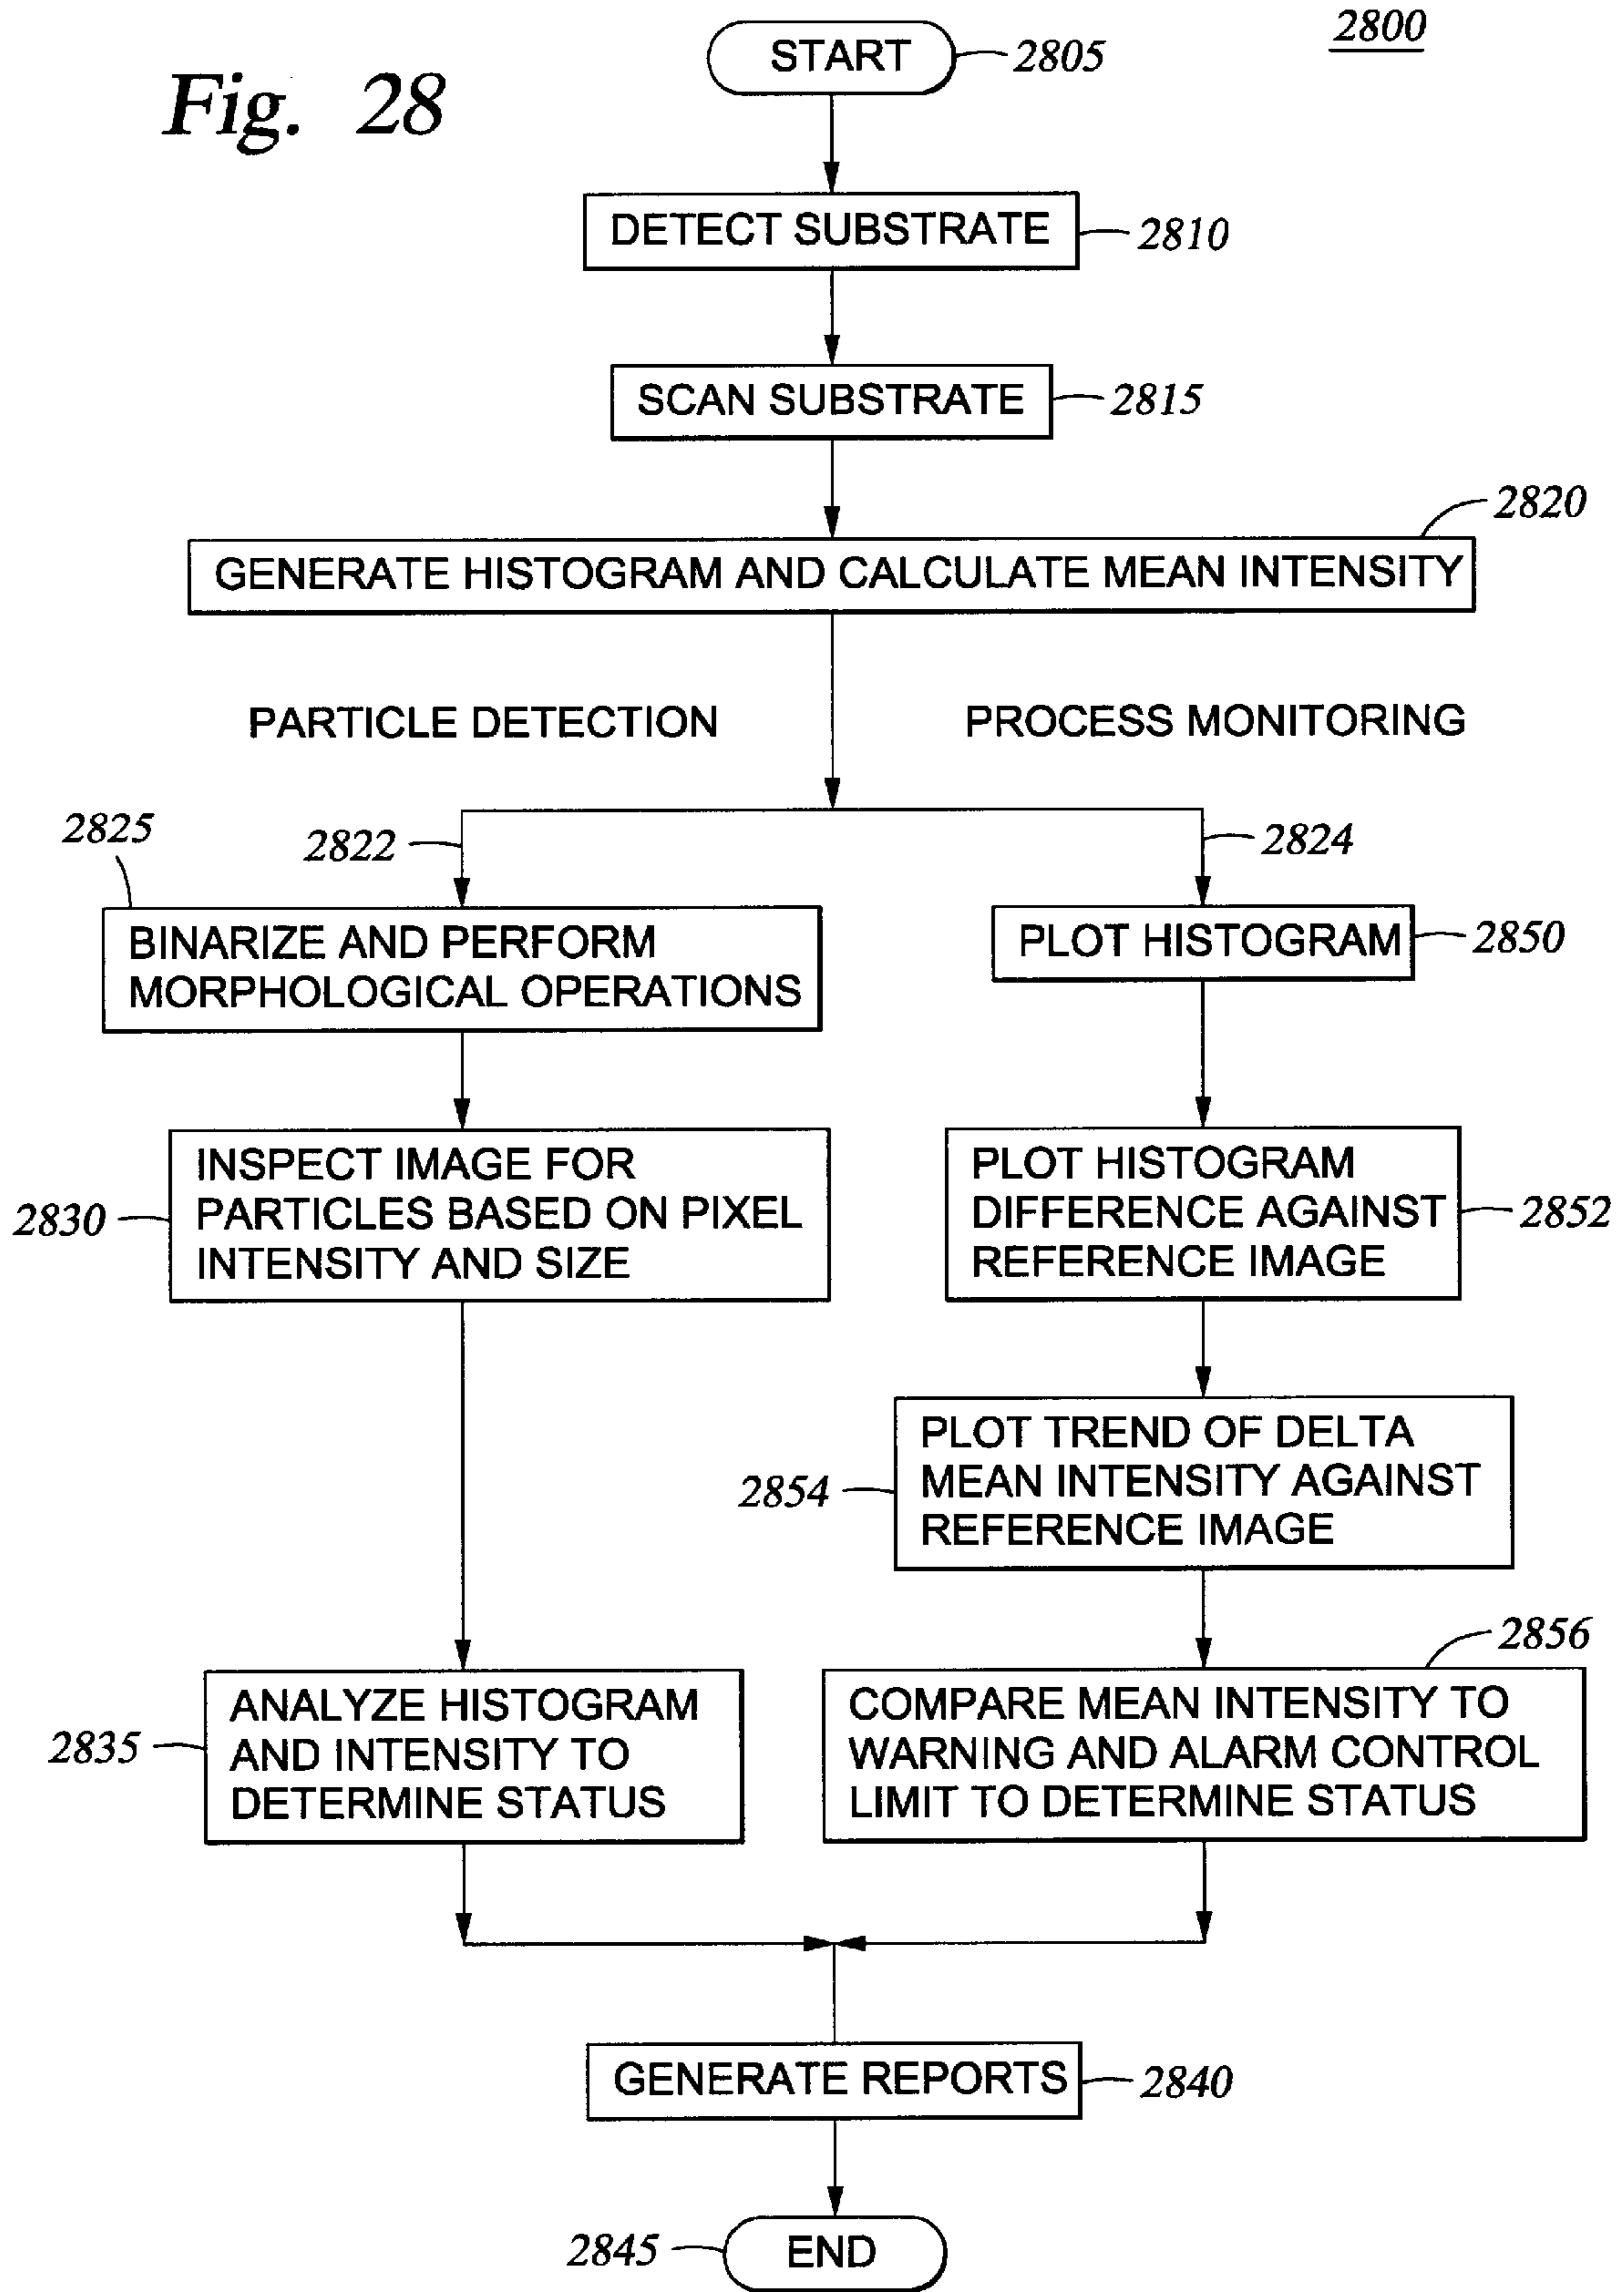 2800
START
2805
Fig. 28
DETECT SUBSTRATE
2810
SCAN SUBSTRATE
2815
2820
GENERATE HISTOGRAM AND CALCULATE MEAN INTENSITY
PARTICLE DETECTION
PROCESS MONITORING
2825
2822
2824
BINARIZE AND PERFORM
MORPHOLOGICAL OPERATIONS
PLOT HISTOGRAM
2850
INSPECT IMAGE FOR
PARTICLES BASED ON PIXEL
INTENSITY AND SIZE
2830
PLOT HISTOGRAM
DIFFERENCE AGAINST
REFERENCE IMAGE
2852
PLOT TREND OF DELTA
MEAN INTENSITY AGAINST
REFERENCE IMAGE
2854
2856
ANALYZE HISTOGRAM
AND INTENSITY TO
DETERMINE STATUS
2835
COMPARE MEAN INTENSITY TO
WARNING AND ALARM CONTROL
LIMIT TO DETERMINE STATUS
GENERATE REPORTS
2840
2845
END